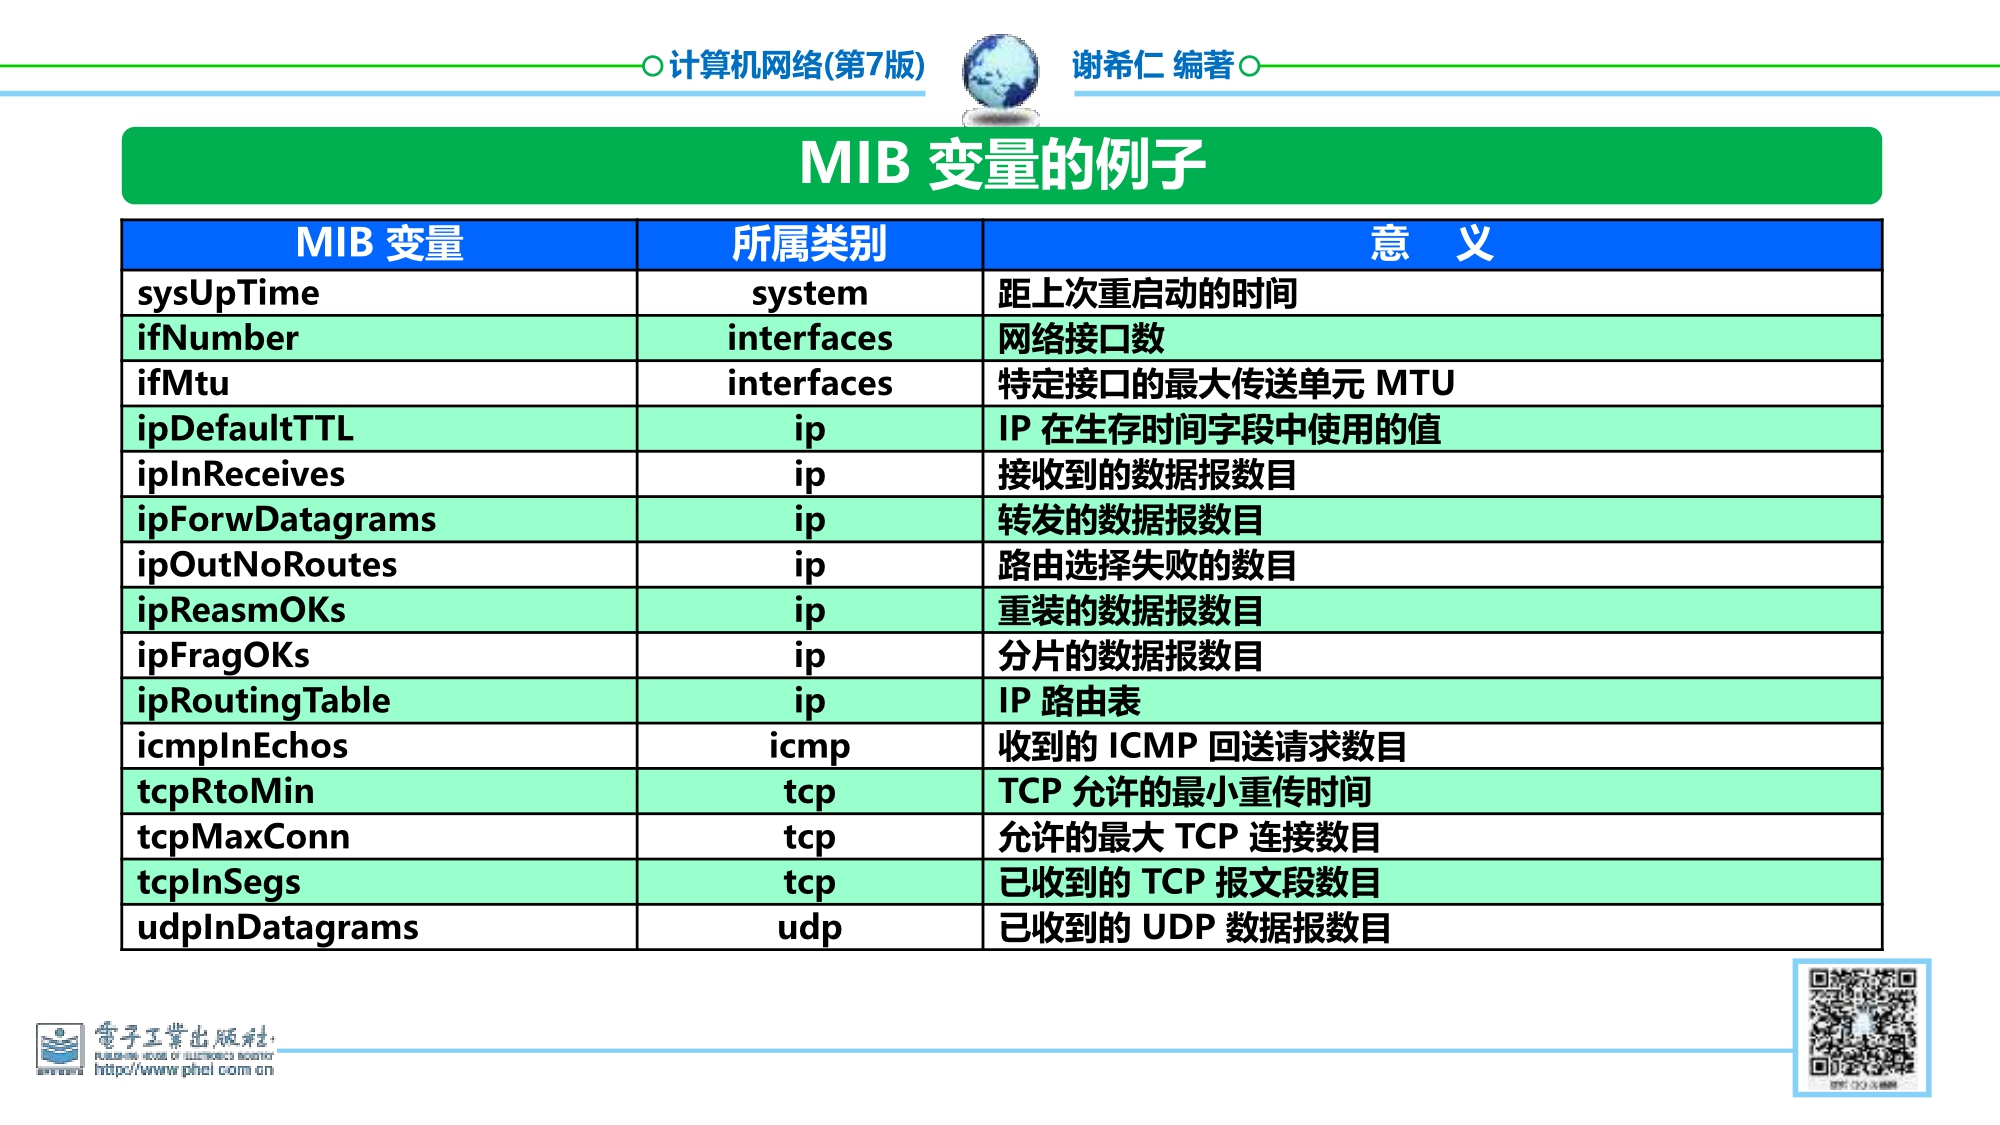 计算机网络(第7版)
谢希仁 编著
MIB 变量的例子
MIB 变量 所属类别 意 义
sysUpTime system 距上次重启动的时间
ifNumber interfaces 网络接口数
ifMtu interfaces 特定接口的最大传送单元 MTU
ipDefaultTTL ip IP 在生存时间字段中使用的值
ipInReceives ip 接收到的数据报数目
ipForwDatagrams ip 转发的数据报数目
ipOutNoRoutes ip 路由选择失败的数目
ipReasmOKs ip 重装的数据报数目
ipFragOKs ip 分片的数据报数目
ipRoutingTable ip IP 路由表
icmpInEchos icmp 收到的 ICMP 回送请求数目
tcpRtoMin tcp TCP 允许的最小重传时间
tcpMaxConn tcp 允许的最大 TCP 连接数目
tcpInSegs tcp 已收到的 TCP 报文段数目
udpInDatagrams udp 已收到的 UDP 数据报数目
電子工業出版社
PUBLISHING HOUSE OF ELECTRONICS INDUSTRY
http://www.phei.com.cn